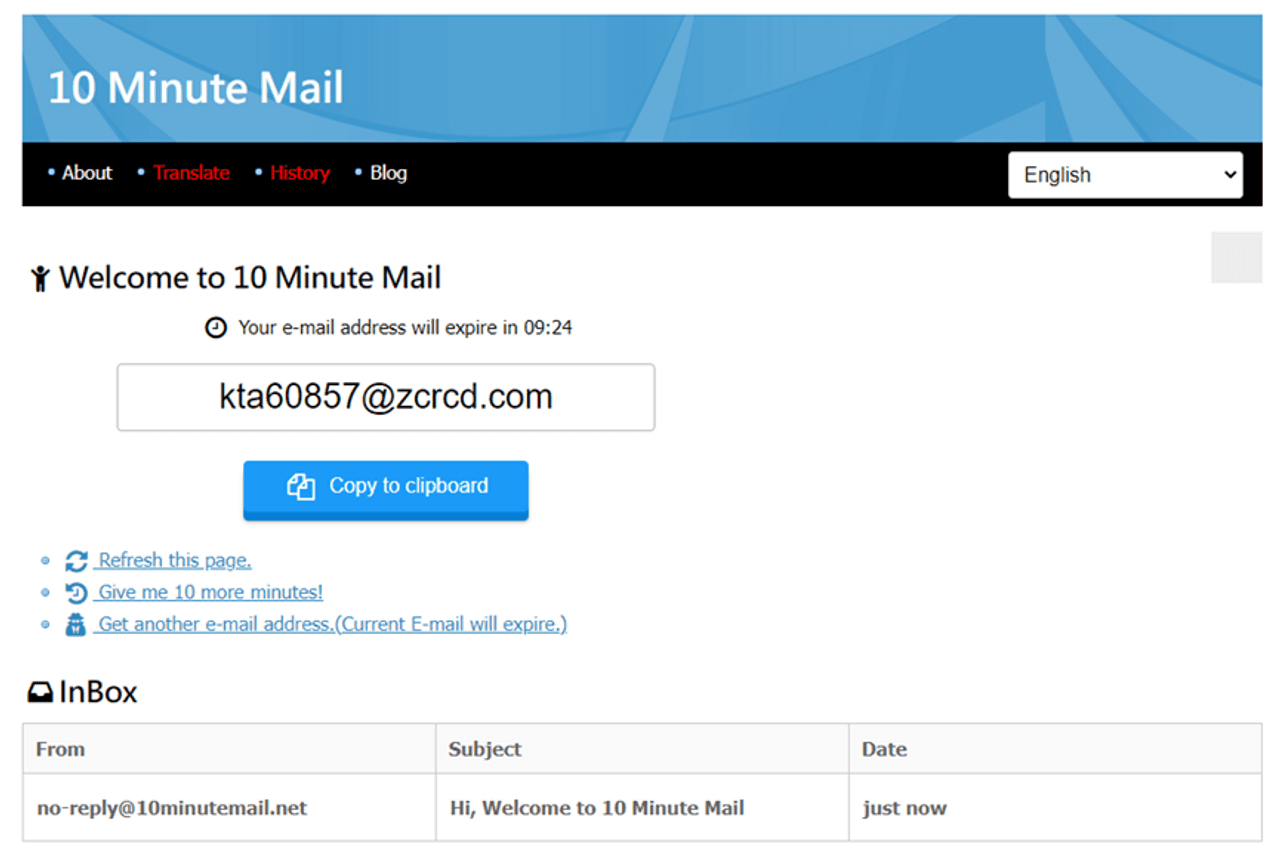 10 Minute Mail
• About • Translate • History • Blog English
Welcome to 10 Minute Mail
Your e-mail address will expire in 09:24
kta60857@zcrcd.com
Copy to clipboard
Refresh this page.
Give me 10 more minutes!
Get another e-mail address.(Current E-mail will expire.)
InBox
From Subject Date
no-reply@10minutemail.net Hi, Welcome to 10 Minute Mail just now